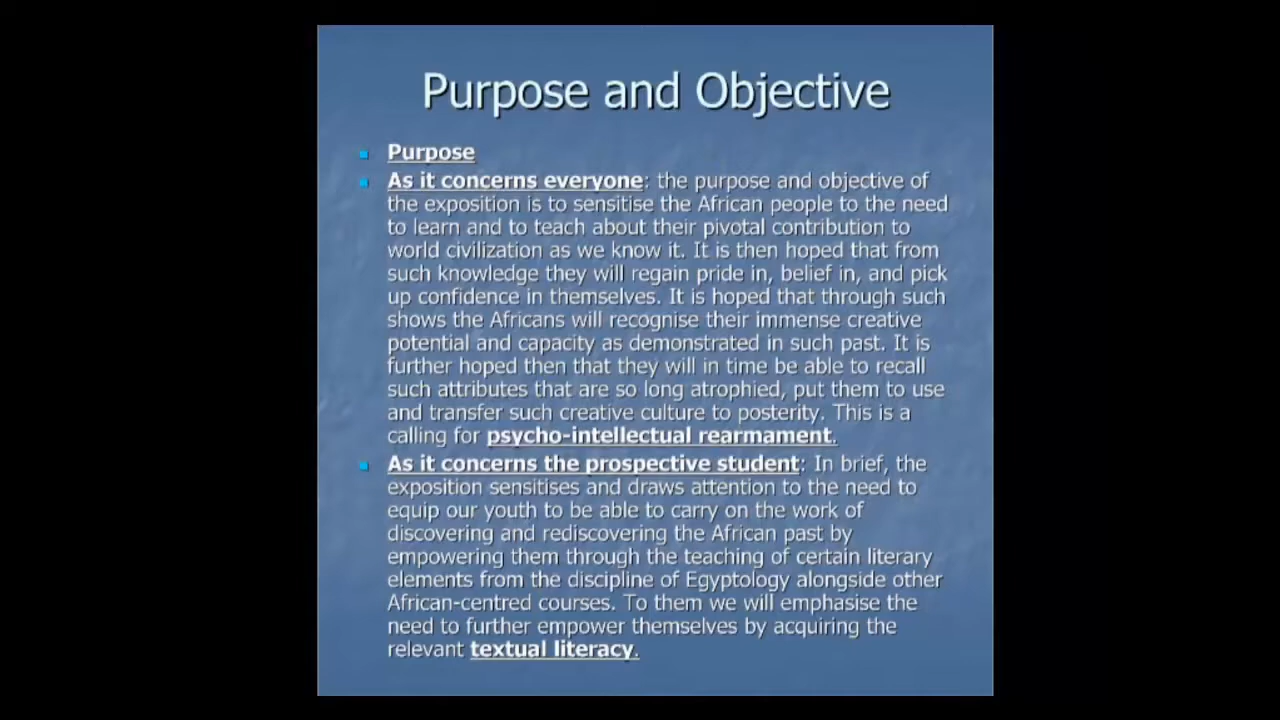 Purpose and Objective
Purpose
As it concerns everyone: the purpose and objective of
the exposition is to sensitise the African people to the need
to learn and to teach about their pivotal contribution to
world civilization as we know it. It is then hoped that from
such knowledge they will regain pride in, belief in, and pick
up confidence in themselves. It is hoped that through such
shows the Africans will recognise their immense creative
potential and capacity as demonstrated in such past. It is
further hoped then that they will in time be able to recall
such attributes that are so long atrophied, put them to use
and transfer such creative culture to posterity. This is a
calling for psycho-intellectual rearmament.
As it concerns the prospective student: In brief, the
exposition sensitises and draws attention to the need to
equip our youth to be able to carry on the work of
discovering and rediscovering the African past by
empowering them through the teaching of certain literary
elements from the discipline of Egyptology alongside other
African-centred courses. To them we will emphasise the
need to further empower themselves by acquiring the
relevant textual literacy.